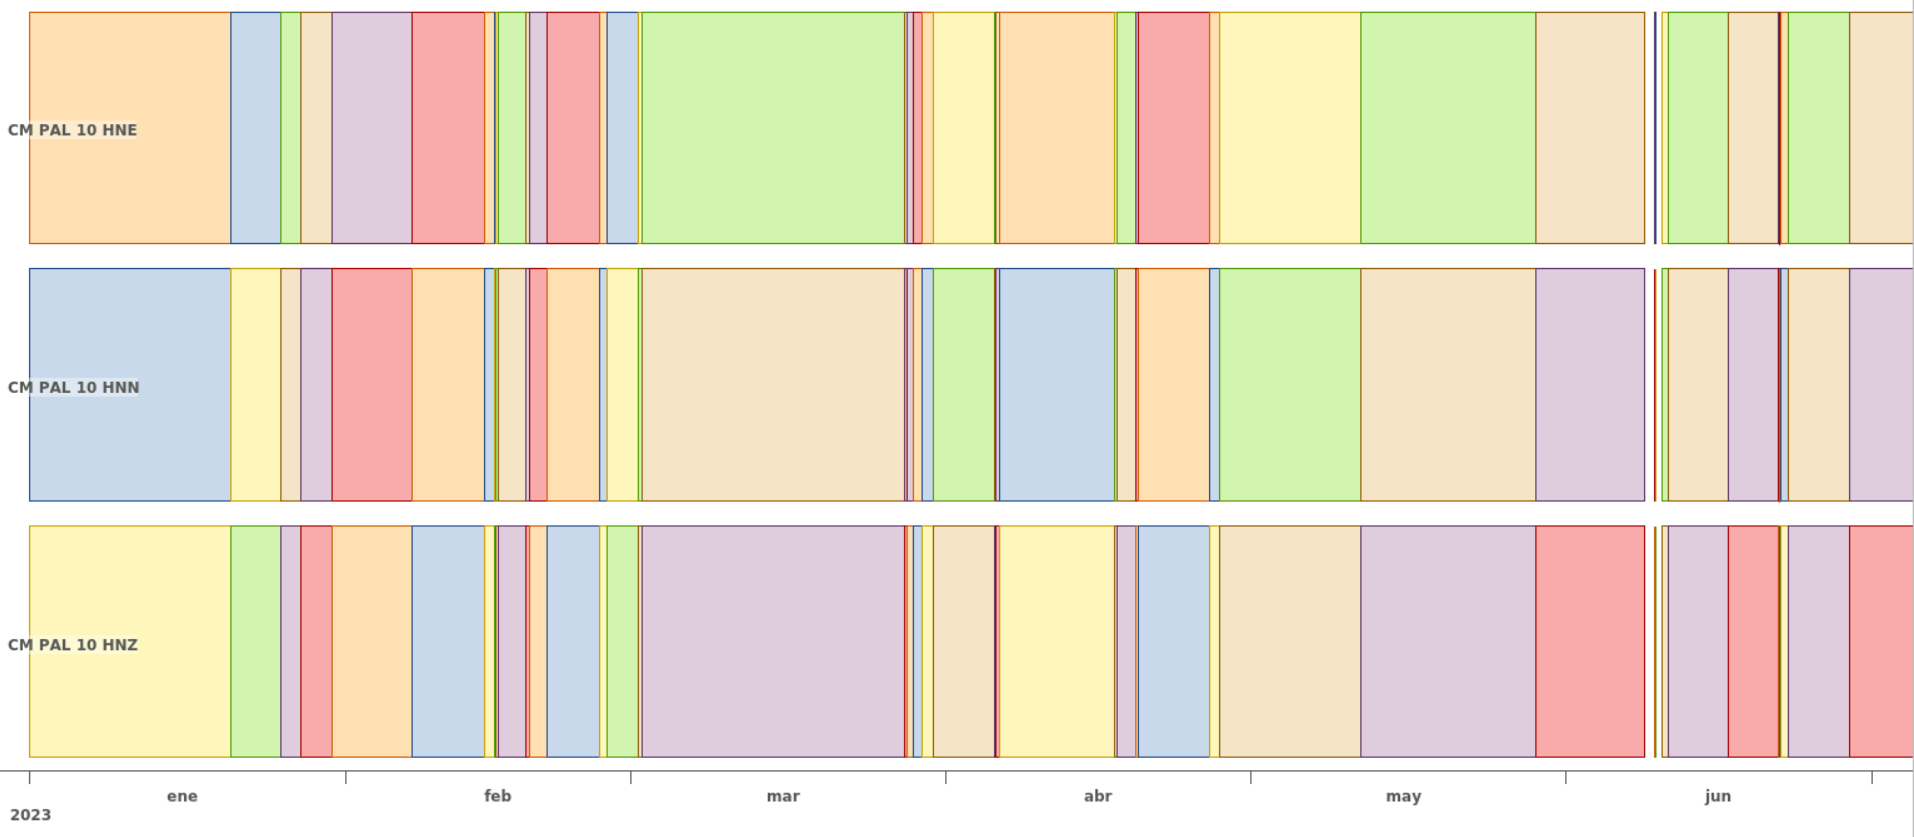 CM PAL 10 HNE
CM PAL 10 HNN
CM PAL 10 HNZ
ene feb mar abr may jun
2023